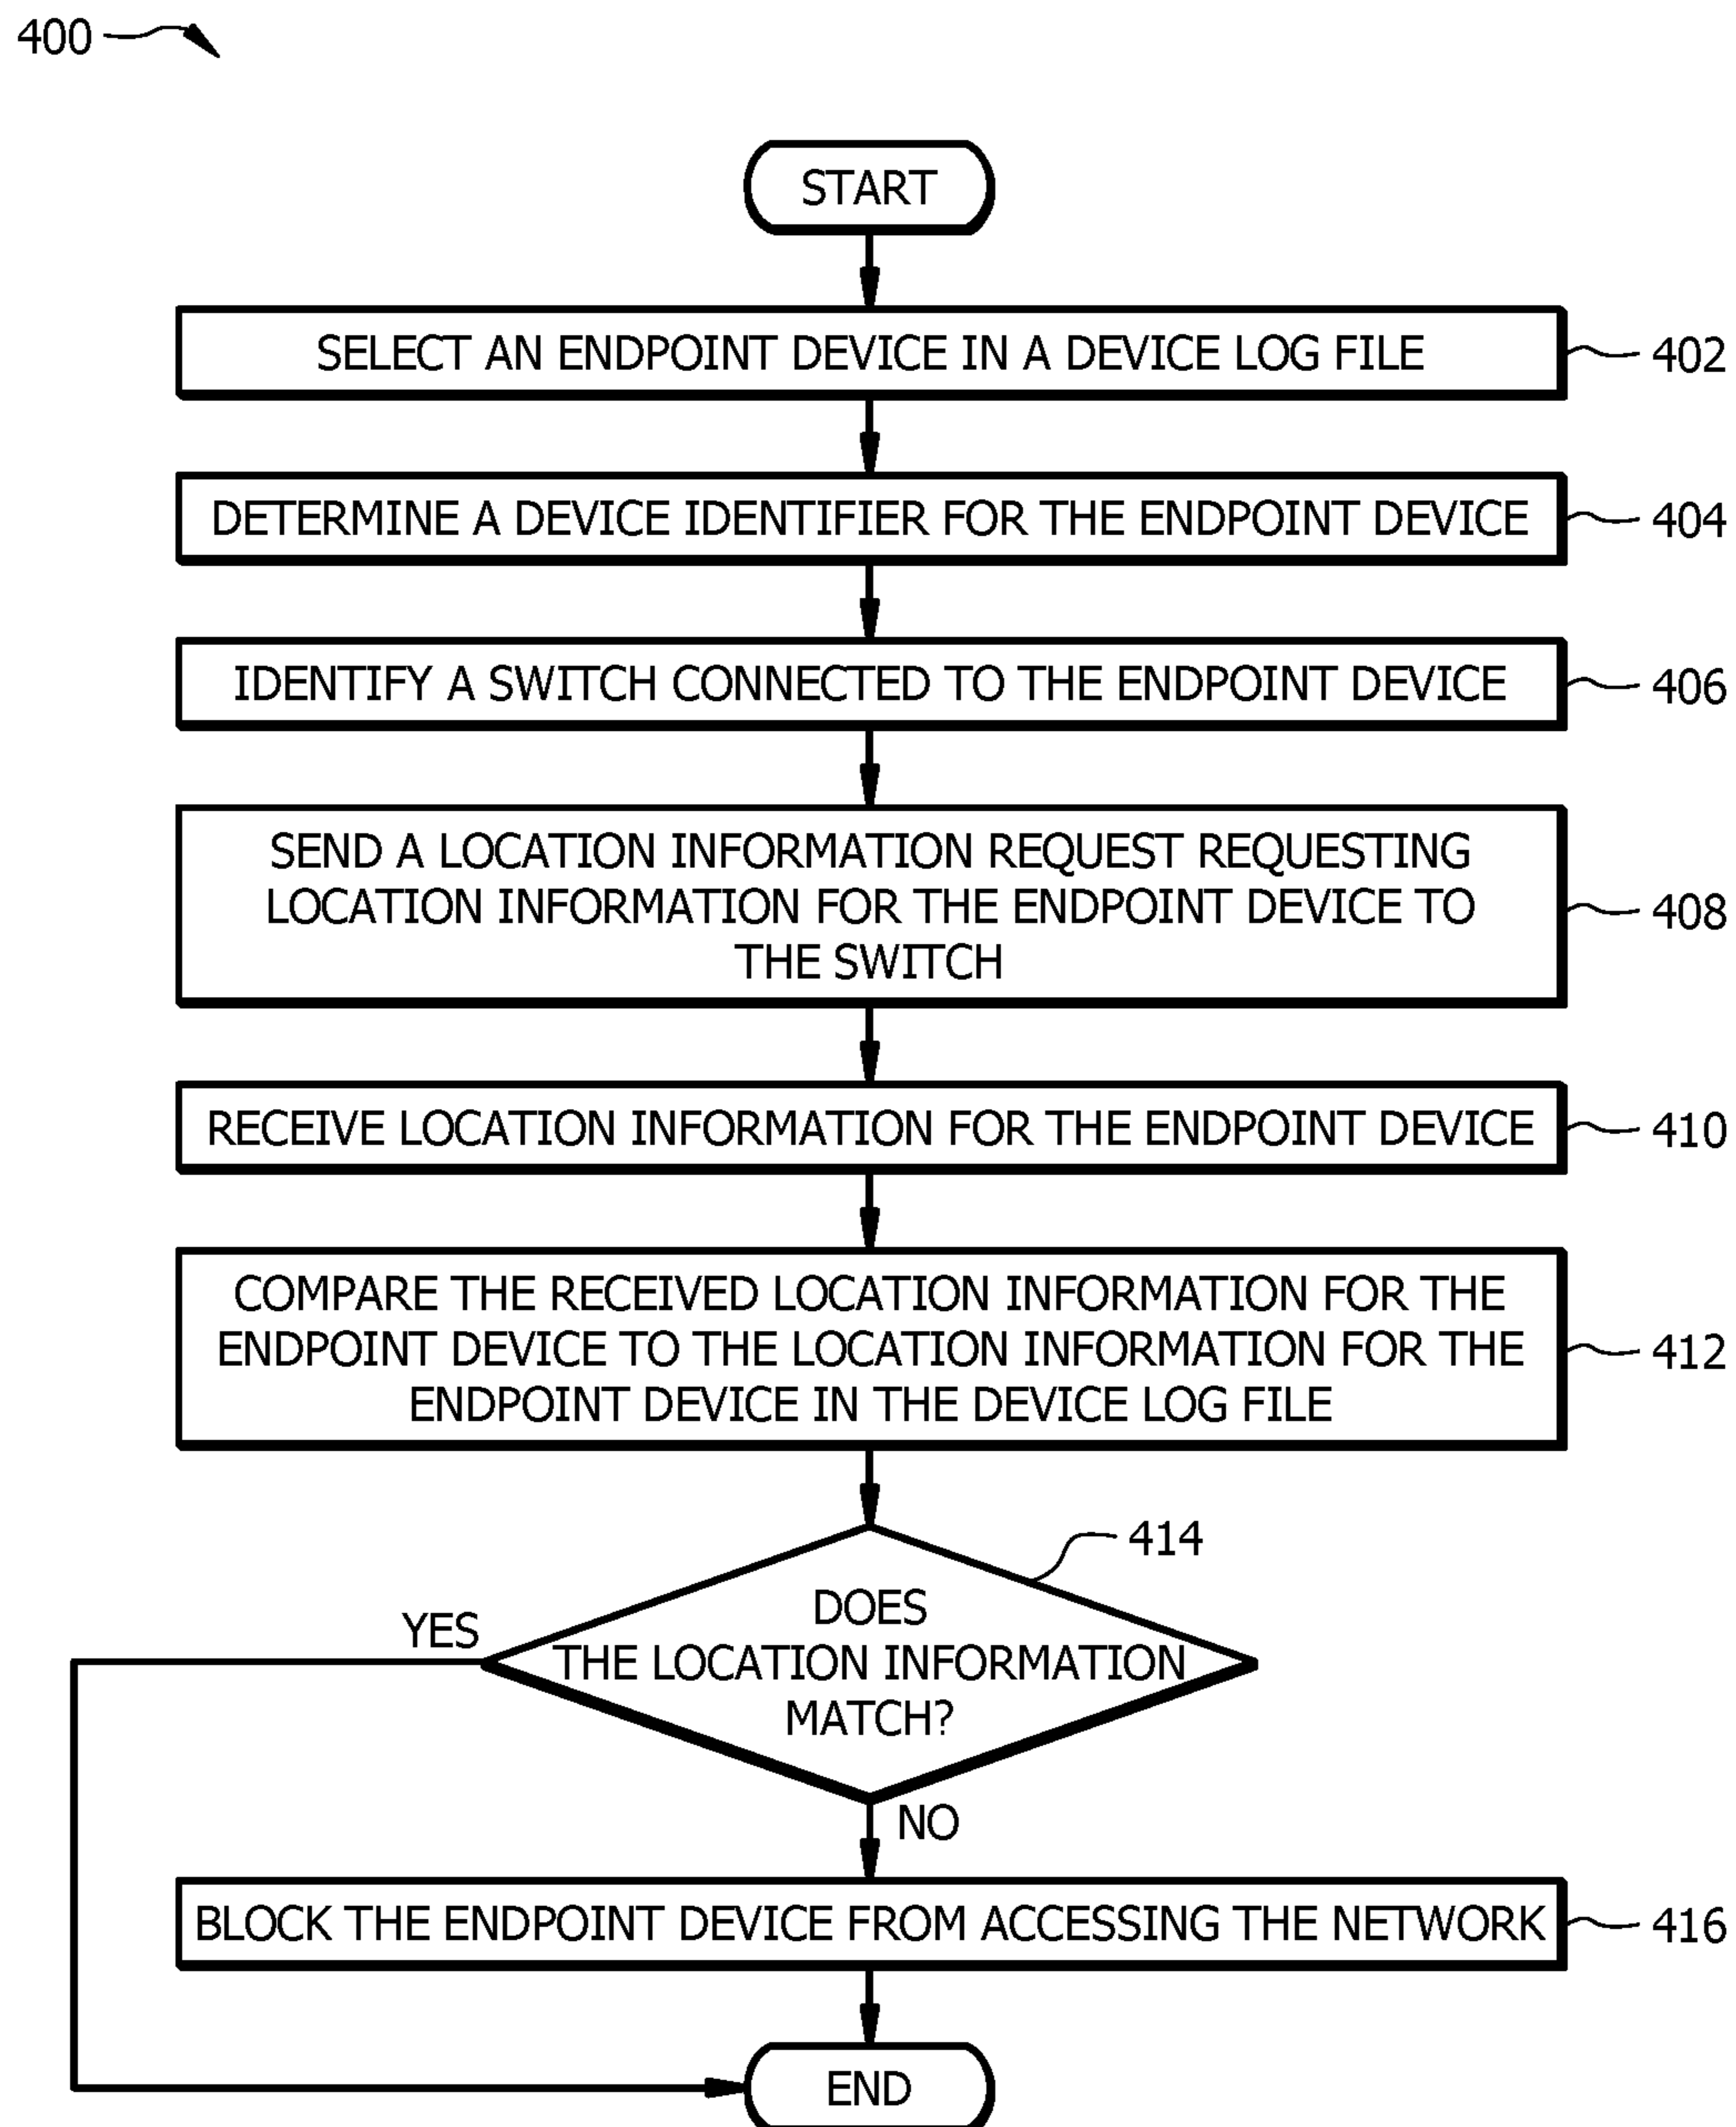 400
START
SELECT AN ENDPOINT DEVICE IN A DEVICE LOG FILE
402
DETERMINE A DEVICE IDENTIFIER FOR THE ENDPOINT DEVICE
404
IDENTIFY A SWITCH CONNECTED TO THE ENDPOINT DEVICE
406
SEND A LOCATION INFORMATION REQUEST REQUESTING
LOCATION INFORMATION FOR THE ENDPOINT DEVICE TO
THE SWITCH
408
RECEIVE LOCATION INFORMATION FOR THE ENDPOINT DEVICE
410
COMPARE THE RECEIVED LOCATION INFORMATION FOR THE
ENDPOINT DEVICE TO THE LOCATION INFORMATION FOR THE
ENDPOINT DEVICE IN THE DEVICE LOG FILE
412
414
DOES
THE LOCATION INFORMATION
MATCH?
YES
NO
BLOCK THE ENDPOINT DEVICE FROM ACCESSING THE NETWORK
416
END